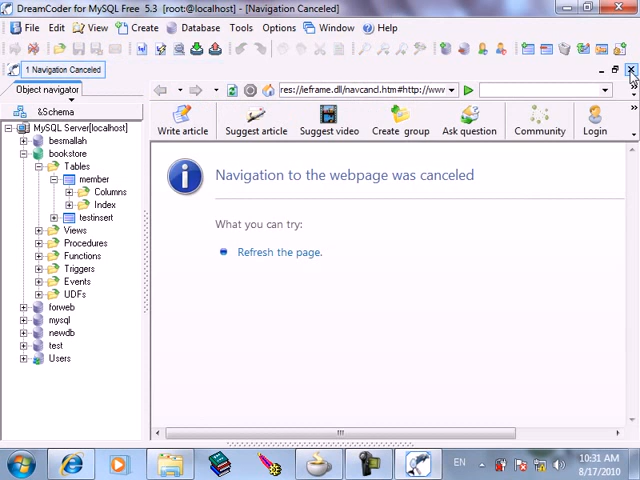 DreamCoder for MySQL Free  5.3  [root:@localhost] - [Navigation Canceled]
File Edit View Create Database Tools Options Window Help
1 Navigation Canceled
Object navigator
res://ieframe.dll/navcancl.htm#http://www
&Schema
Write article Suggest article Suggest video Create group Ask question Community Login
MySQL Server[localhost]
besmallah
bookstore
Tables
member
Columns
Index
testinsert
Views
Procedures
Functions
Triggers
Events
UDFs
forweb
mysql
newdb
test
Users
Navigation to the webpage was canceled
What you can try:
Refresh the page.
EN
10:31 AM
8/17/2010